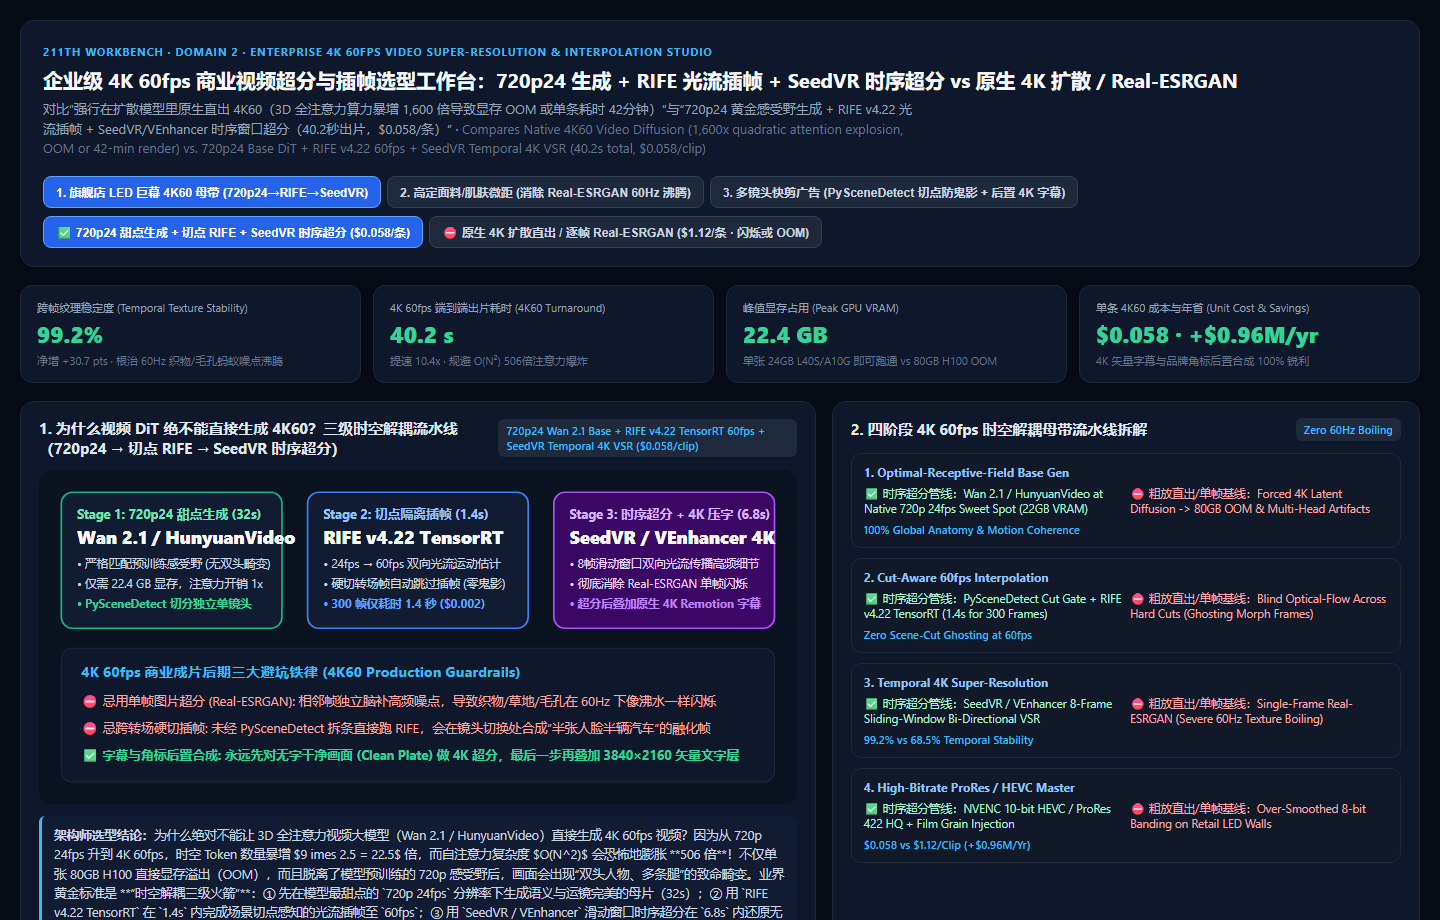 211TH WORKBENCH · DOMAIN 2 · ENTERPRISE 4K 60FPS VIDEO SUPER-RESOLUTION & INTERPOLATION STUDIO
企业级 4K 60fps 商业视频超分与插帧选型工作台：720p24 生成 + RIFE 光流插帧 + SeedVR 时序超分 vs 原生 4K 扩散 / Real-ESRGAN
对比“强行在扩散模型里原生直出 4K60（3D 全注意力算力暴增 1,600 倍导致显存 OOM 或单条耗时 42分钟）”与“720p24 黄金感受野生成 + RIFE v4.22 光
流插帧 + SeedVR/VEnhancer 时序窗口超分（40.2秒出片，$0.058/条）” · Compares Native 4K60 Video Diffusion (1,600x quadratic attention explosion,
OOM or 42-min render) vs. 720p24 Base DiT + RIFE v4.22 60fps + SeedVR Temporal 4K VSR (40.2s total, $0.058/clip)
1. 旗舰店 LED 巨幕 4K60 母带 (720p24→RIFE→SeedVR)
2. 高定面料/肌肤微距 (消除 Real-ESRGAN 60Hz 沸腾)
3. 多镜头快剪广告 (PySceneDetect 切点防鬼影 + 后置 4K 字幕)
✅ 720p24 甜点生成 + 切点 RIFE + SeedVR 时序超分 ($0.058/条)
⛔ 原生 4K 扩散直出 / 逐帧 Real-ESRGAN ($1.12/条 · 闪烁或 OOM)
跨帧纹理稳定度 (Temporal Texture Stability)
99.2%
净增 +30.7 pts · 根治 60Hz 织物/毛孔蚂蚁噪点沸腾
4K 60fps 端到端出片耗时 (4K60 Turnaround)
40.2 s
提速 10.4x · 规避 O(N²) 506倍注意力爆炸
峰值显存占用 (Peak GPU VRAM)
22.4 GB
单张 24GB L40S/A10G 即可跑通 vs 80GB H100 OOM
单条 4K60 成本与年省 (Unit Cost & Savings)
$0.058 · +$0.96M/yr
4K 矢量字幕与品牌角标后置合成 100% 锐利
1. 为什么视频 DiT 绝不能直接生成 4K60？三级时空解耦流水线
（720p24 → 切点 RIFE → SeedVR 时序超分)
720p24 Wan 2.1 Base + RIFE v4.22 TensorRT 60fps +
SeedVR Temporal 4K VSR ($0.058/clip)
Stage 1: 720p24 甜点生成 (32s)
Wan 2.1 / HunyuanVideo
• 严格匹配预训练感受野 (无双头畸变)
• 仅需 22.4 GB 显存，注意力开销 1x
• PySceneDetect 切分独立单镜头
Stage 2: 切点隔离插帧 (1.4s)
RIFE v4.22 TensorRT
• 24fps → 60fps 双向光流运动估计
• 硬切转场帧自动跳过插帧 (零鬼影)
• 300 帧仅耗时 1.4 秒 ($0.002)
Stage 3: 时序超分 + 4K 压字 (6.8s)
SeedVR / VEnhancer 4K
• 8帧滑动窗口双向光流传播高频细节
• 彻底消除 Real-ESRGAN 单帧闪烁
• 超分后叠加原生 4K Remotion 字幕
4K 60fps 商业成片后期三大避坑铁律 (4K60 Production Guardrails)
⛔ 忌用单帧图片超分 (Real-ESRGAN): 相邻帧独立脑补高频噪点，导致织物/草地/毛孔在 60Hz 下像沸水一样闪烁
⛔ 忌跨转场硬切插帧: 未经 PySceneDetect 拆条直接跑 RIFE，会在镜头切换处合成“半张人脸半辆汽车”的融化帧
✅ 字幕与角标后置合成: 永远先对无字干净画面 (Clean Plate) 做 4K 超分，最后一步再叠加 3840×2160 矢量文字层
架构师选型结论：为什么绝对不能让 3D 全注意力视频大模型（Wan 2.1 / HunyuanVideo）直接生成 4K 60fps 视频？因为从 720p
24fps 升到 4K 60fps，时空 Token 数量暴增 $9 imes 2.5 = 22.5$ 倍，而自注意力复杂度 $O(N^2)$ 会恐怖地膨胀 **506 倍**！不仅单
张 80GB H100 直接显存溢出（OOM），而且脱离了模型预训练的 720p 感受野后，画面会出现“双头人物、多条腿”的致命畸变。业界
黄金标准是 **“时空解耦三级火箭”**：① 先在模型最甜点的 `720p 24fps` 分辨率下生成语义与运镜完美的母片（32s）；② 用 `RIFE
v4.22 TensorRT` 在 `1.4s` 内完成场景切点感知的光流插帧至 `60fps`；③ 用 `SeedVR / VEnhancer` 滑动窗口时序超分在 `6.8s` 内还原无
2. 四阶段 4K 60fps 时空解耦母带流水线拆解
Zero 60Hz Boiling
1. Optimal-Receptive-Field Base Gen
✅ 时序超分管线：Wan 2.1 / HunyuanVideo at
Native 720p 24fps Sweet Spot (22GB VRAM)
⛔ 粗放直出/单帧基线：Forced 4K Latent
Diffusion -> 80GB OOM & Multi-Head Artifacts
100% Global Anatomy & Motion Coherence
2. Cut-Aware 60fps Interpolation
✅ 时序超分管线：PySceneDetect Cut Gate + RIFE
v4.22 TensorRT (1.4s for 300 Frames)
⛔ 粗放直出/单帧基线：Blind Optical-Flow Across
Hard Cuts (Ghosting Morph Frames)
Zero Scene-Cut Ghosting at 60fps
3. Temporal 4K Super-Resolution
✅ 时序超分管线：SeedVR / VEnhancer 8-Frame
Sliding-Window Bi-Directional VSR
⛔ 粗放直出/单帧基线：Single-Frame Real-
ESRGAN (Severe 60Hz Texture Boiling)
99.2% vs 68.5% Temporal Stability
4. High-Bitrate ProRes / HEVC Master
✅ 时序超分管线：NVENC 10-bit HEVC / ProRes
422 HQ + Film Grain Injection
⛔ 粗放直出/单帧基线：Over-Smoothed 8-bit
Banding on Retail LED Walls
$0.058 vs $1.12/Clip (+$0.96M/Yr)